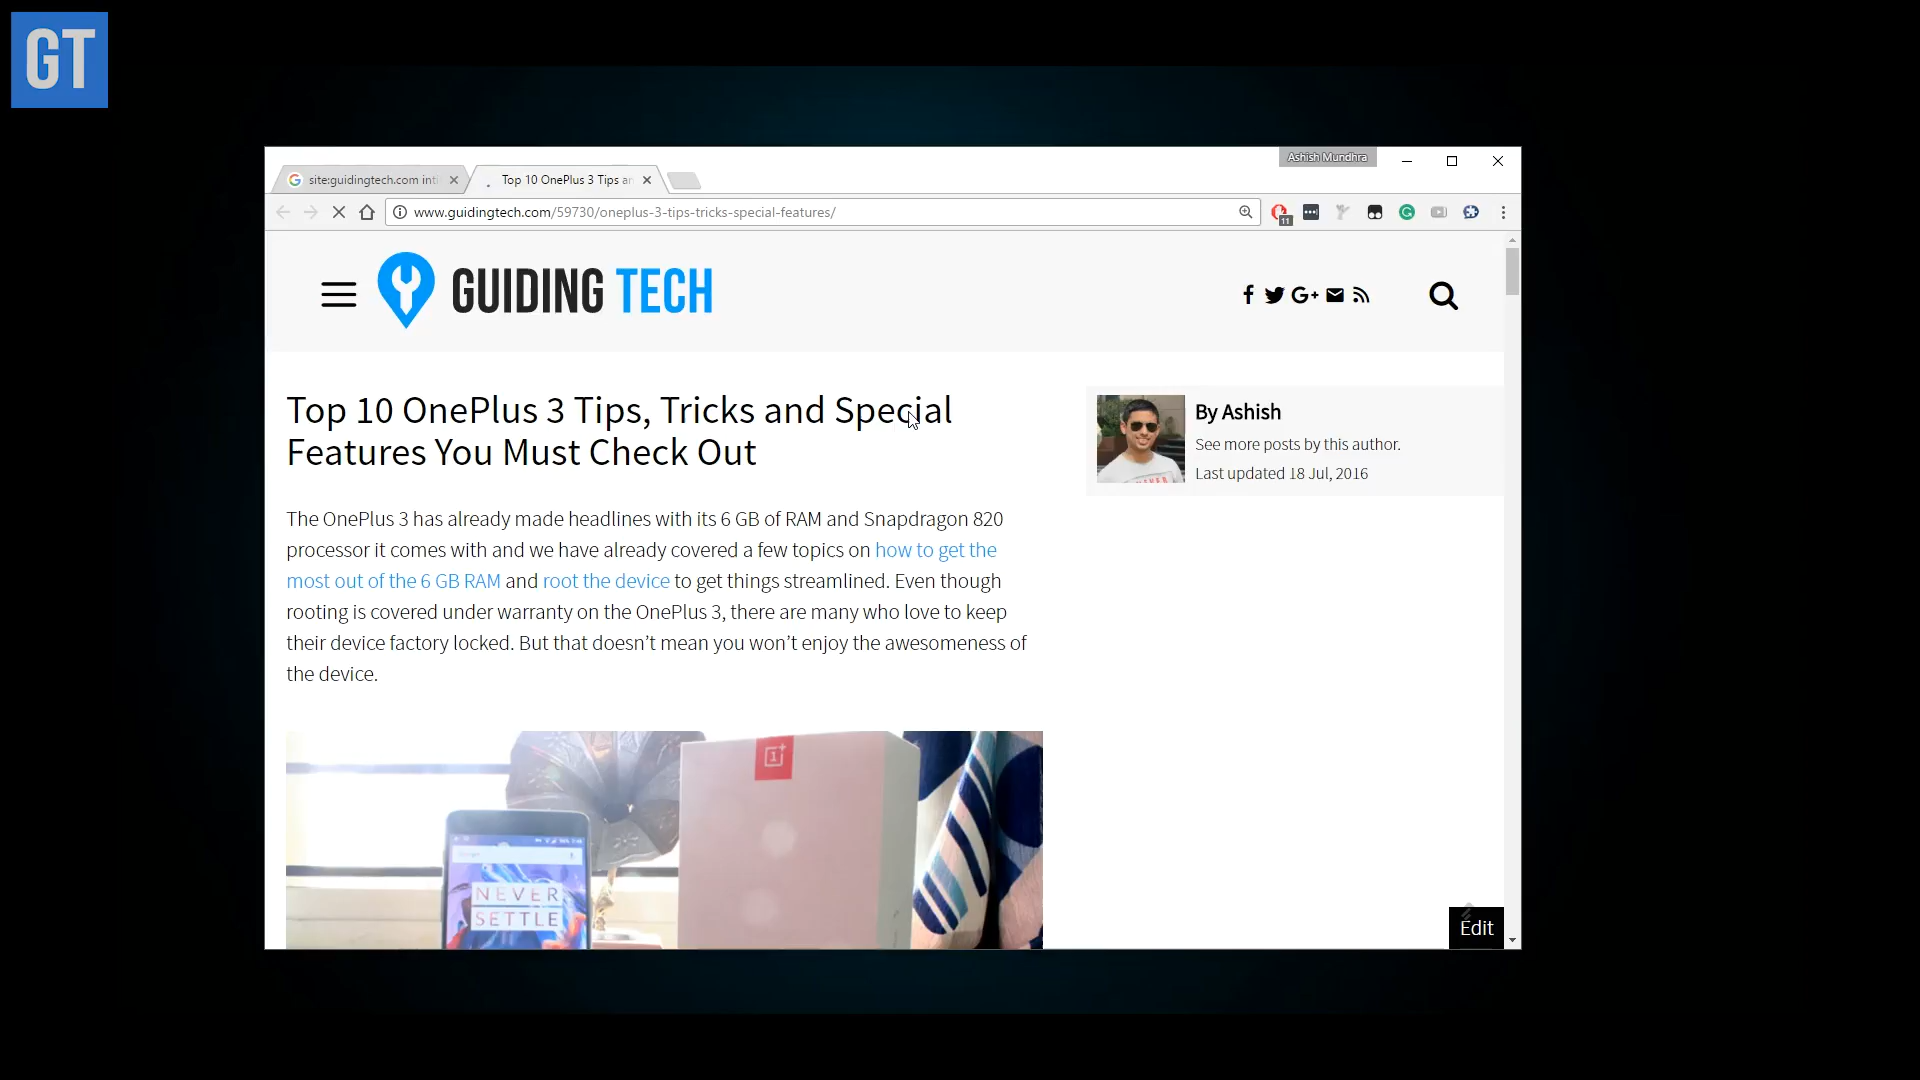 GT
Ashish Mundhra
site:guidingtech.com inti
Top 10 OnePlus 3 Tips an
11
www.guidingtech.com/59730/oneplus-3-tips-tricks-special-features/
GUIDING TECH
Top 10 OnePlus 3 Tips, Tricks and Special
Features You Must Check Out
By Ashish
See more posts by this author.
Last updated 18 Jul, 2016
The OnePlus 3 has already made headlines with its 6 GB of RAM and Snapdragon 820
processor it comes with and we have already covered a few topics on how to get the
most out of the 6 GB RAM and root the device to get things streamlined. Even though
rooting is covered under warranty on the OnePlus 3, there are many who love to keep
their device factory locked. But that doesn’t mean you won’t enjoy the awesomeness of
the device.
NEVER
SETTLE
Edit